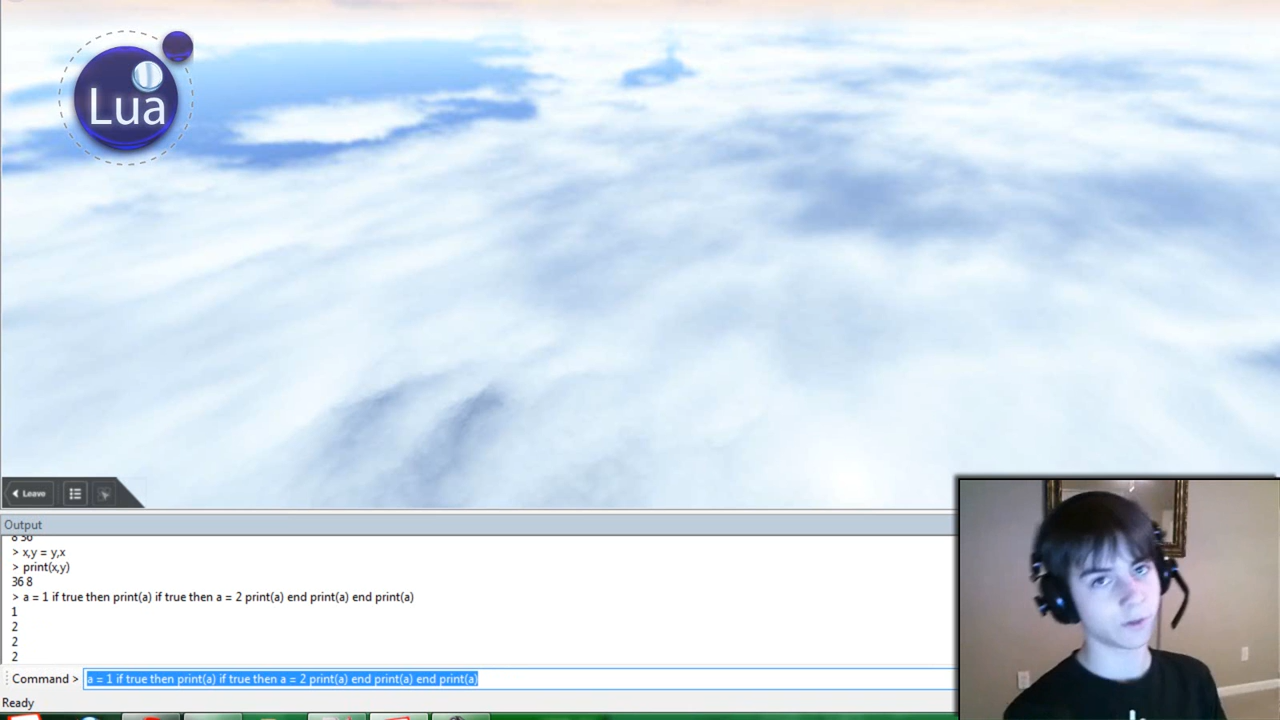 Lua
Leave
Output
8 36
> x,y = y,x
> print(x,y)
36 8
> a = 1 if true then print(a) if true then a = 2 print(a) end print(a) end print(a)
1
2
2
2
Command > a = 1 if true then print(a) if true then a = 2 print(a) end print(a) end print(a)
Ready